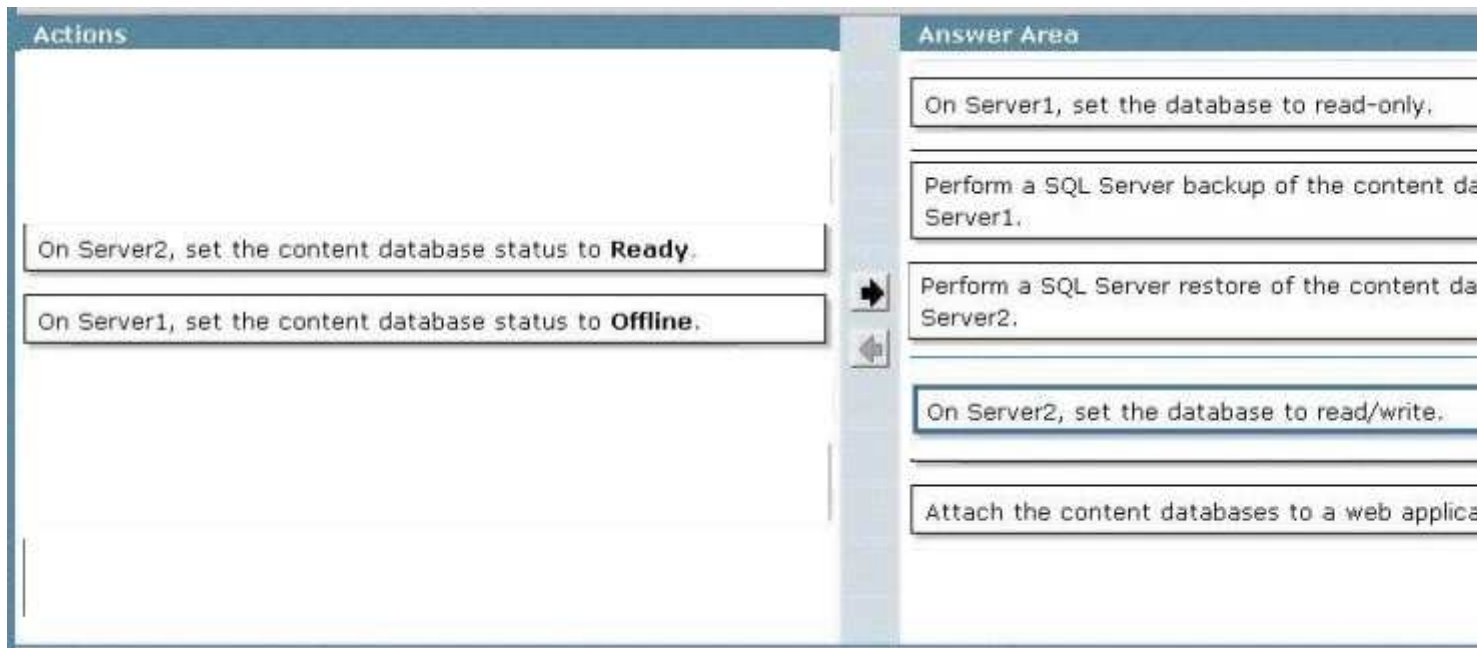 Actions
On Server2, set the content database status to Ready.
On Server1, set the content database status to Offline.
Answer Area
On Server1, set the database to read-only.
Perform a SQL Server backup of the content da
Server1.
Perform a SQL Server restore of the content da
Server2.
On Server2, set the database to read/write.
Attach the content databases to a web applica